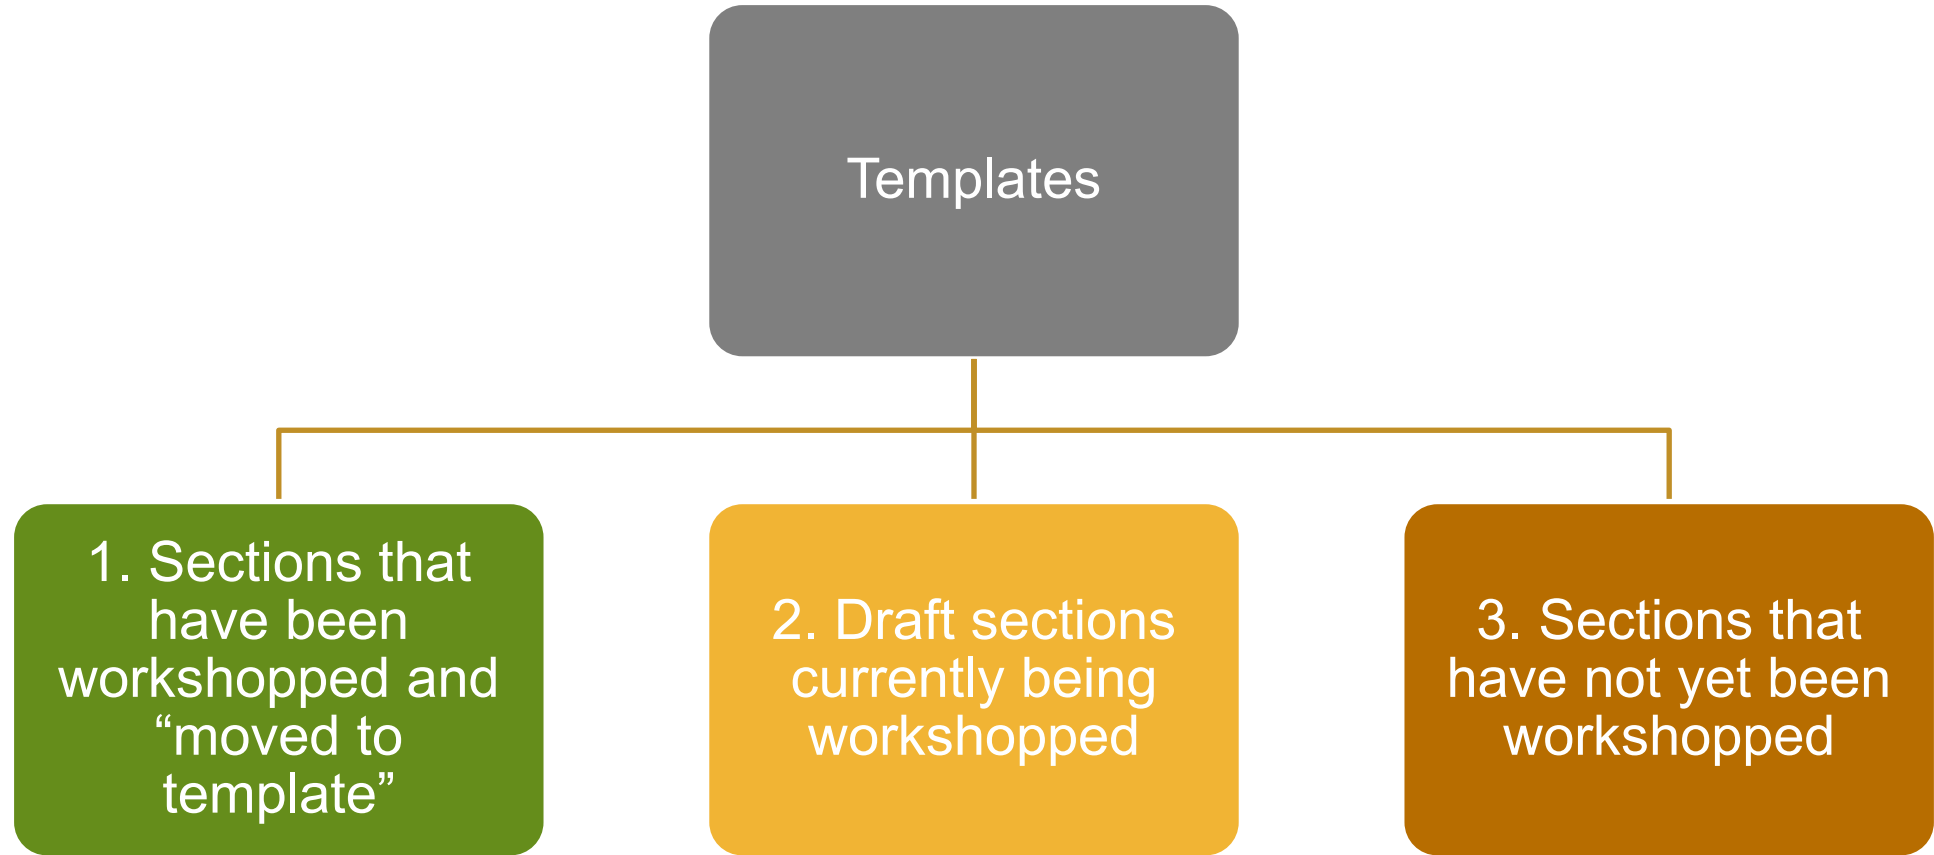 Templates
1. Sections that
have been
workshopped and
“moved to
template”
2. Draft sections
currently being
workshopped
3. Sections that
have not yet been
workshopped